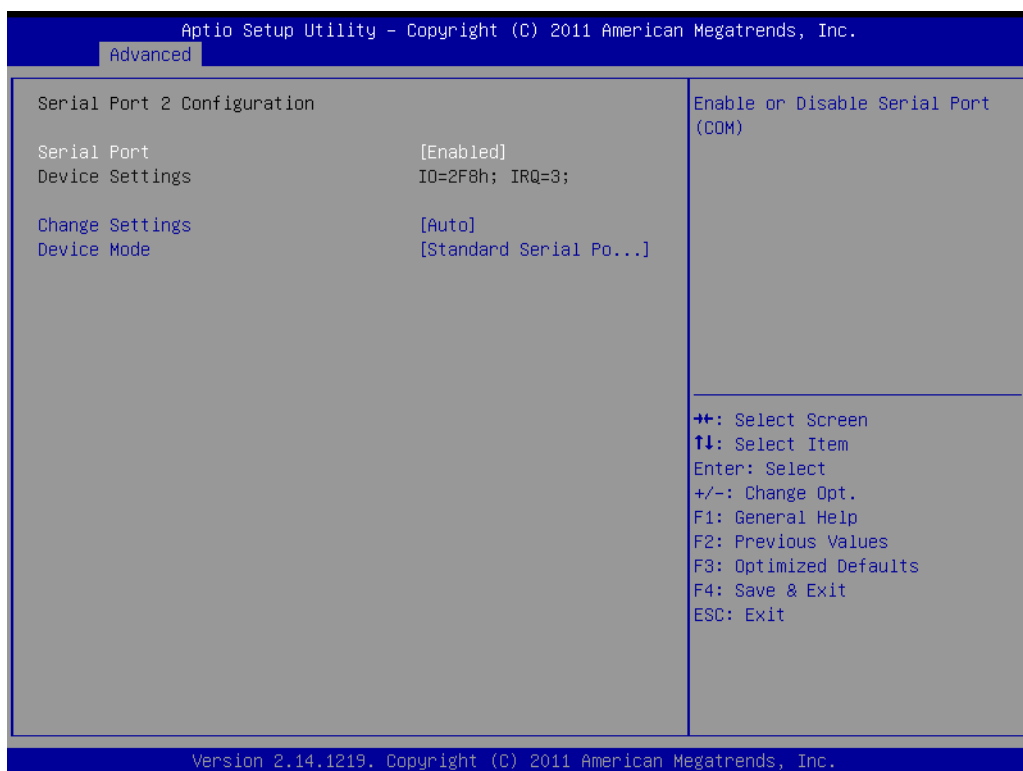 Aptio Setup Utility – Copyright (C) 2011 American Megatrends, Inc.
Advanced
Serial Port 2 Configuration
Serial Port [Enabled]
Device Settings IO=2F8h; IRQ=3;
Change Settings [Auto]
Device Mode [Standard Serial Po...]
Enable or Disable Serial Port
(COM)
→←: Select Screen
↑↓: Select Item
Enter: Select
+/-: Change Opt.
F1: General Help
F2: Previous Values
F3: Optimized Defaults
F4: Save & Exit
ESC: Exit
Version 2.14.1219. Copyright (C) 2011 American Megatrends, Inc.